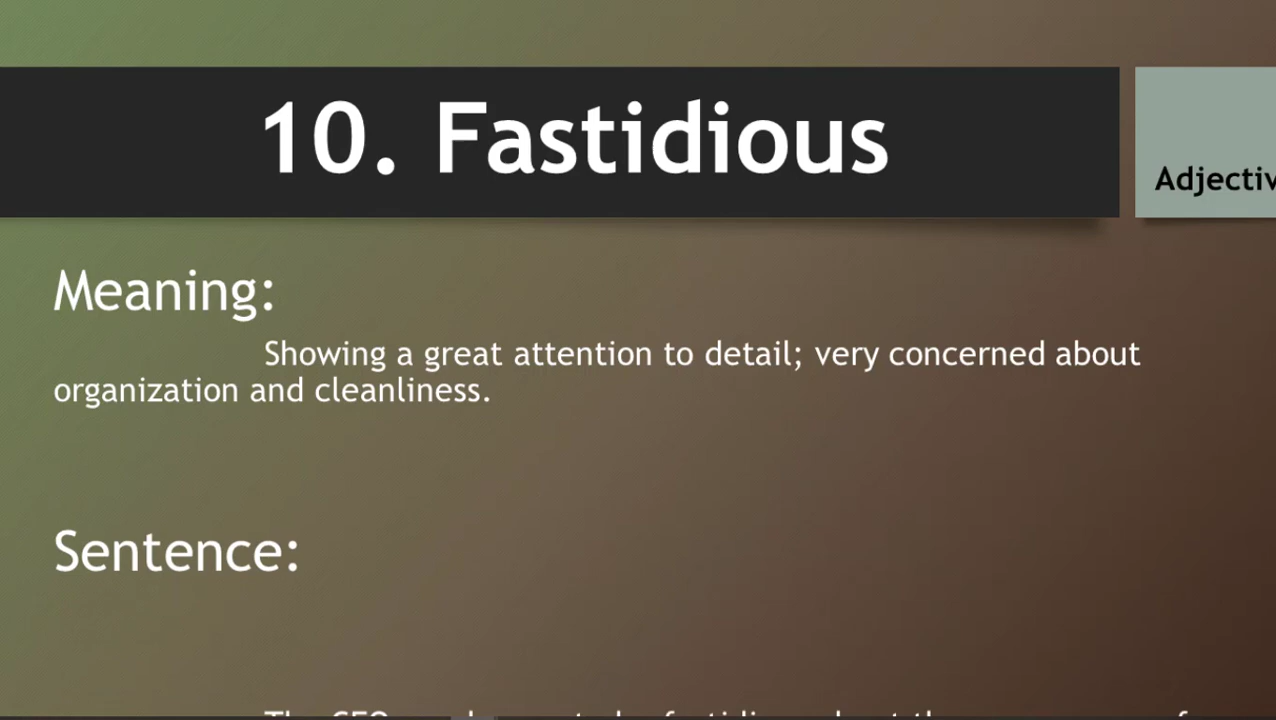 10. Fastidious
Adjectiv
Meaning:
Showing a great attention to detail; very concerned about
organization and cleanliness.
Sentence: